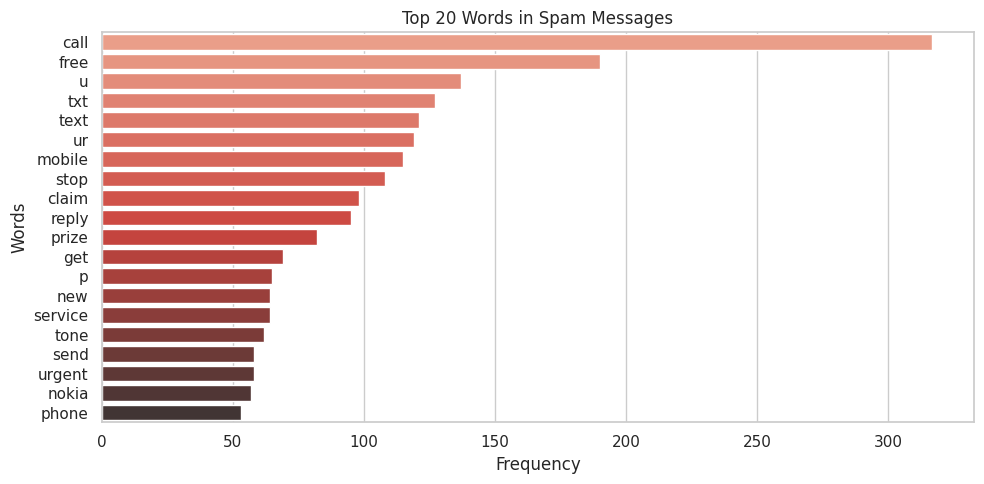 Top 20 Words in Spam Messages
Words
call
free
u
txt
text
ur
mobile
stop
claim
reply
prize
get
p
new
service
tone
send
urgent
nokia
phone
0 50 100 150 200 250 300
Frequency